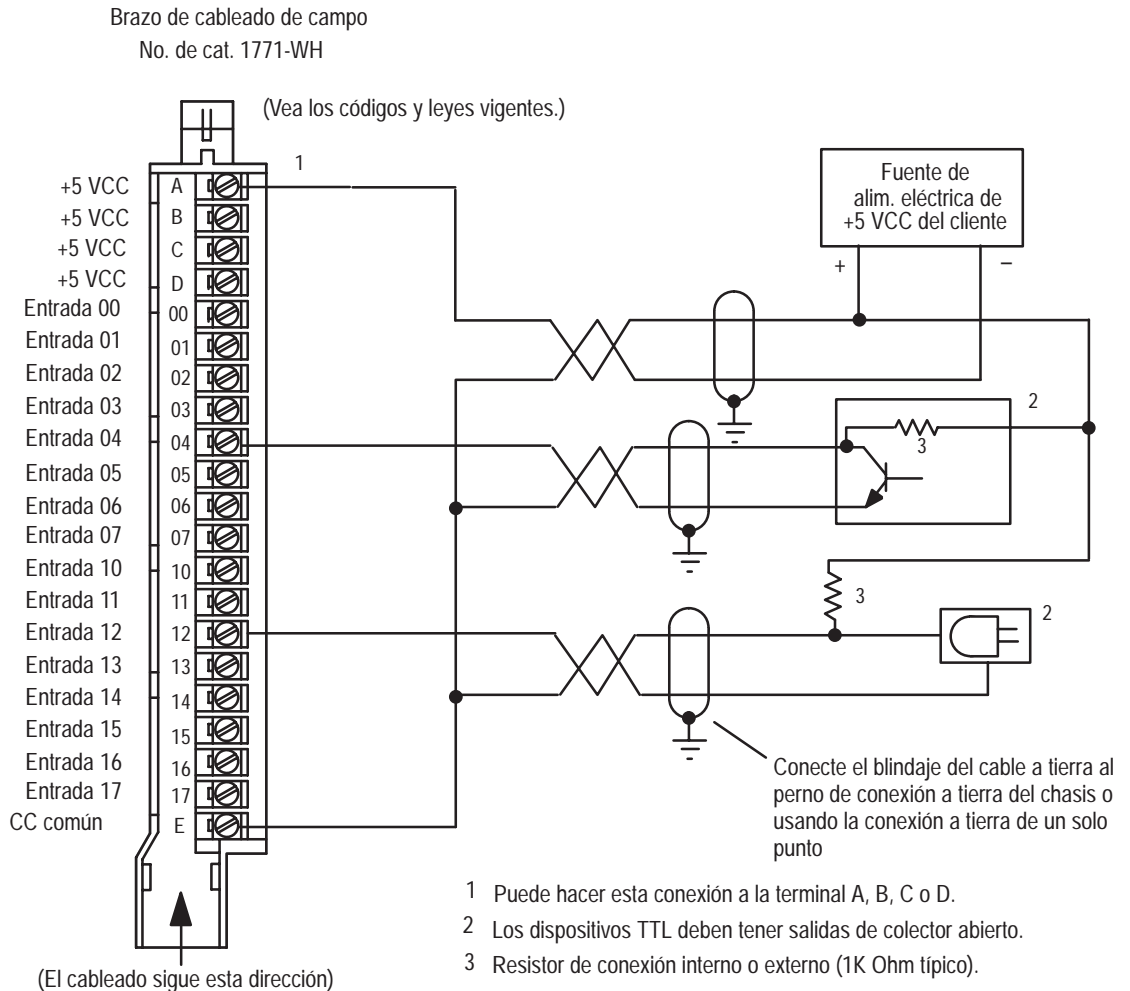 Brazo de cableado de campo
No. de cat. 1771-WH
(Vea los códigos y leyes vigentes.)
1
+5 VCC A
+5 VCC B
+5 VCC C
+5 VCC D
Entrada 00 00
Entrada 01 01
Entrada 02 02
Entrada 03 03
Entrada 04 04
Entrada 05 05
Entrada 06 06
Entrada 07 07
Entrada 10 10
Entrada 11 11
Entrada 12 12
Entrada 13 13
Entrada 14 14
Entrada 15 15
Entrada 16 16
Entrada 17 17
CC común E
(El cableado sigue esta dirección)
Fuente de
alim. eléctrica de
+5 VCC del cliente
+ –
2
3
3
2
Conecte el blindaje del cable a tierra al
perno de conexión a tierra del chasis o
usando la conexión a tierra de un solo
punto
1 Puede hacer esta conexión a la terminal A, B, C o D.
2 Los dispositivos TTL deben tener salidas de colector abierto.
3 Resistor de conexión interno o externo (1K Ohm típico).